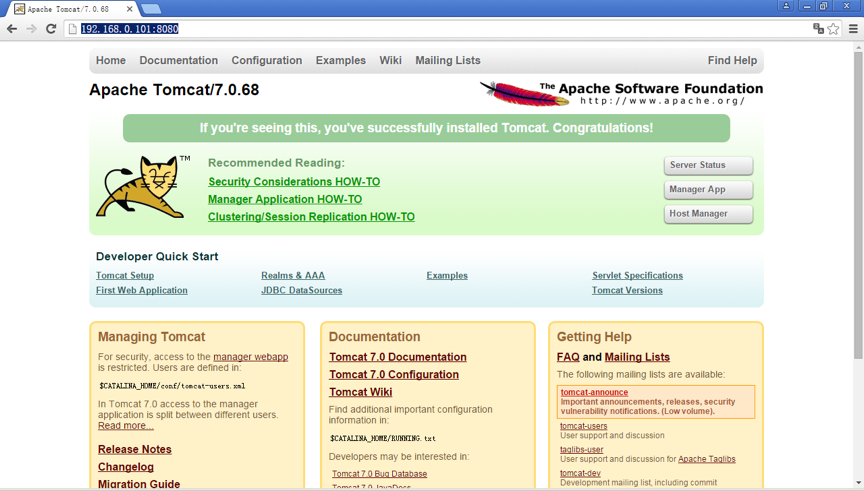 Apache Tomcat/7.0.68
192.168.0.101:8080
Home Documentation Configuration Examples Wiki Mailing Lists Find Help
Apache Tomcat/7.0.68
The Apache Software Foundation
http://www.apache.org/
If you're seeing this, you've successfully installed Tomcat. Congratulations!
TM
Recommended Reading:
Security Considerations HOW-TO
Manager Application HOW-TO
Clustering/Session Replication HOW-TO
Server Status
Manager App
Host Manager
Developer Quick Start
Tomcat Setup
First Web Application
Realms & AAA
JDBC DataSources
Examples
Servlet Specifications
Tomcat Versions
Managing Tomcat
For security, access to the manager webapp
is restricted. Users are defined in:
$CATALINA_HOME/conf/tomcat-users.xml
In Tomcat 7.0 access to the manager
application is split between different users.
Read more...
Release Notes
Changelog
Migration Guide
Documentation
Tomcat 7.0 Documentation
Tomcat 7.0 Configuration
Tomcat Wiki
Find additional important configuration
information in:
$CATALINA_HOME/RUNNING.txt
Developers may be interested in:
Tomcat 7.0 Bug Database
Tomcat 7.0 JavaDocs
Getting Help
FAQ and Mailing Lists
The following mailing lists are available:
tomcat-announce
Important announcements, releases, security
vulnerability notifications. (Low volume).
tomcat-users
User support and discussion
taglibs-user
User support and discussion for Apache Taglibs
tomcat-dev
Development mailing list, including commit